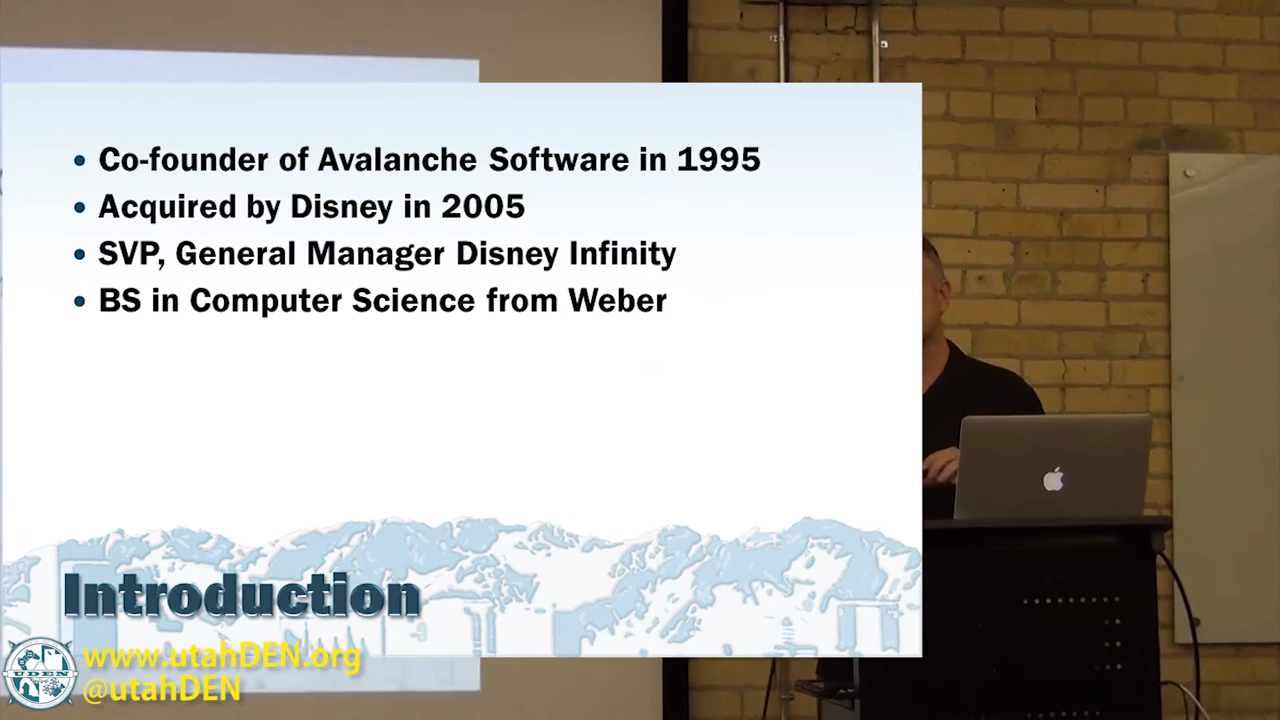 • Co-founder of Avalanche Software in 1995
• Acquired by Disney in 2005
• SVP, General Manager Disney Infinity
• BS in Computer Science from Weber
Introduction
UDEN
www.utahDEN.org
@utahDEN